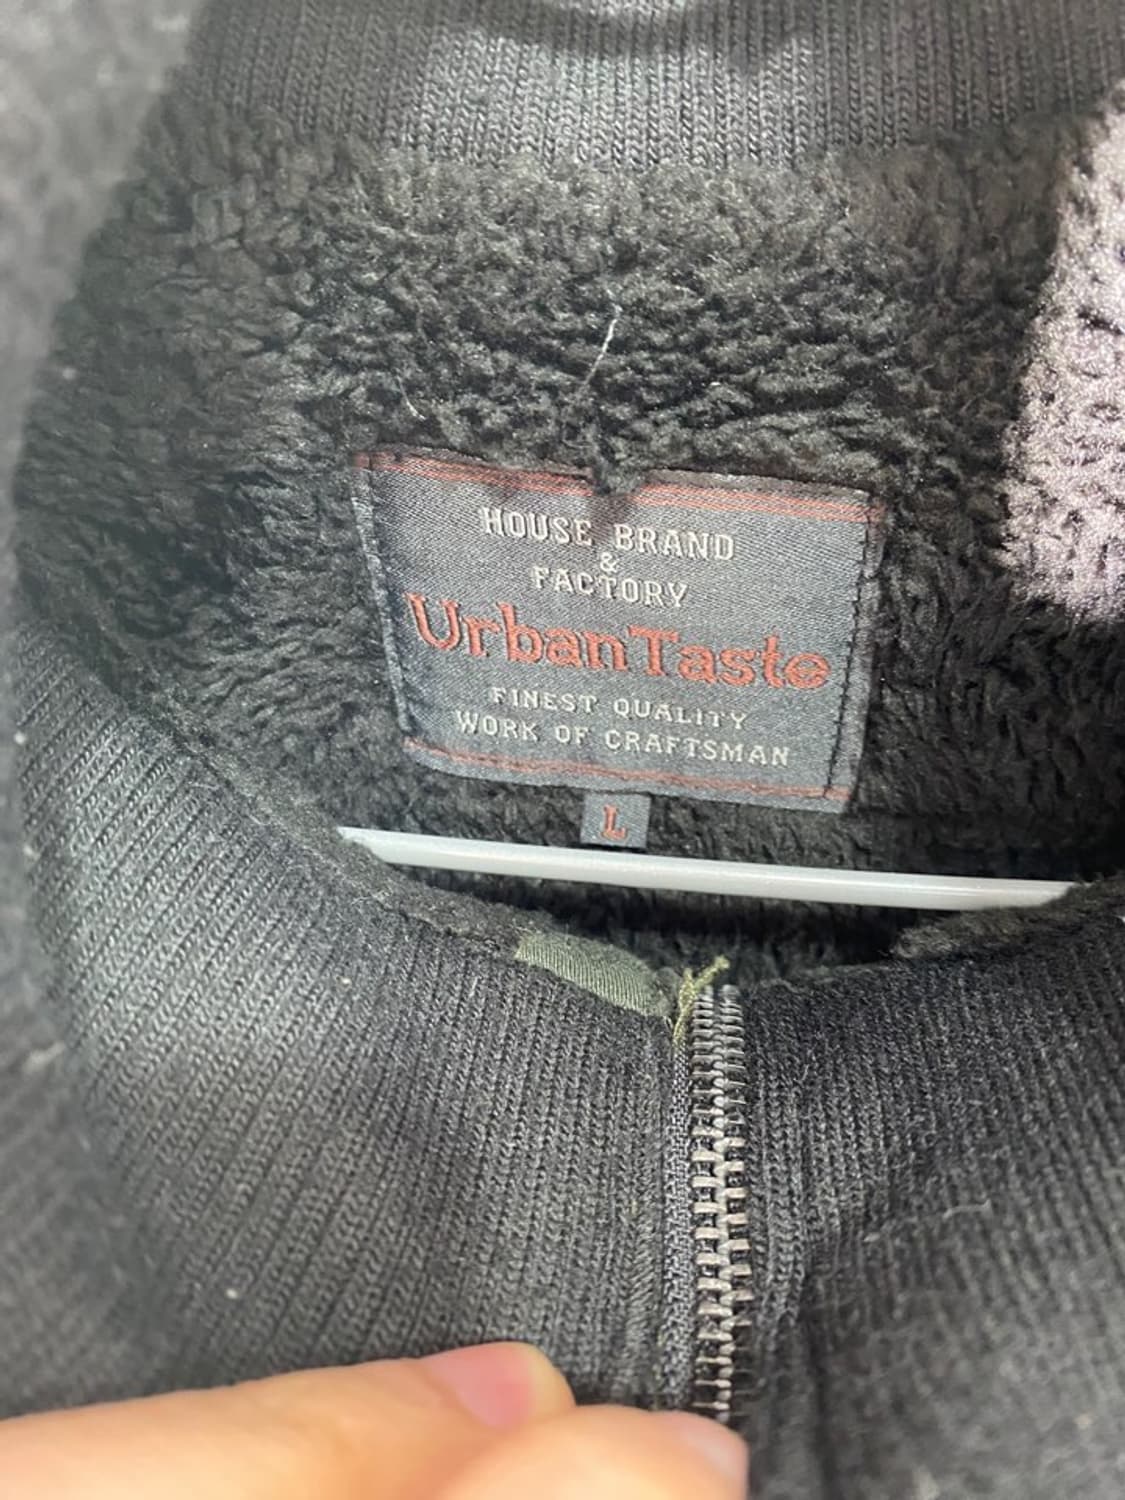 HOUSE BRAND
&
FACTORY
UrbanTaste
FINEST QUALITY
WORK OF CRAFTSMAN
L